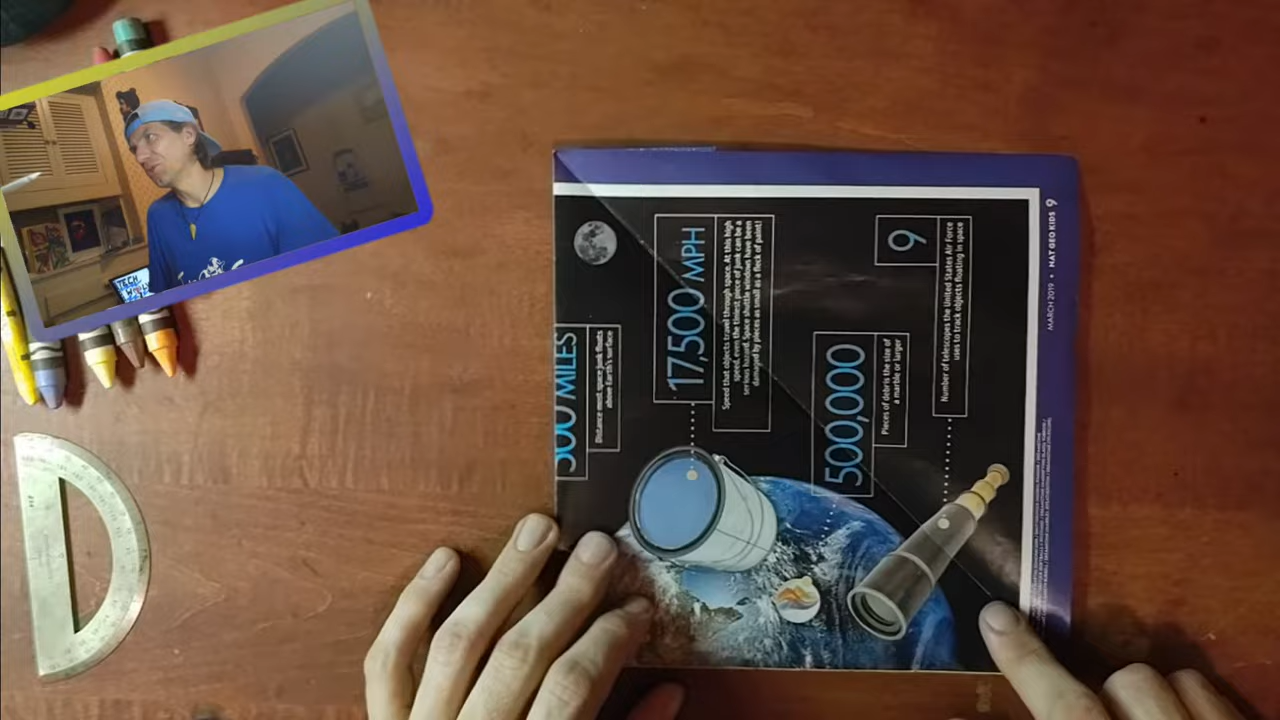 500 MILES
Distance most space junk floats
above Earth's surface
17,500 MPH
Speed that objects travel through space. At this high
speed, even the tiniest piece of junk can be a
serious hazard. Space shuttle windows have been
damaged by pieces as small as a fleck of paint!
500,000
Pieces of debris the size of
a marble or larger
9
Number of telescopes the United States Air Force
uses to track objects floating in space
MARCH 2019 • NAT GEO KIDS 9
TECH